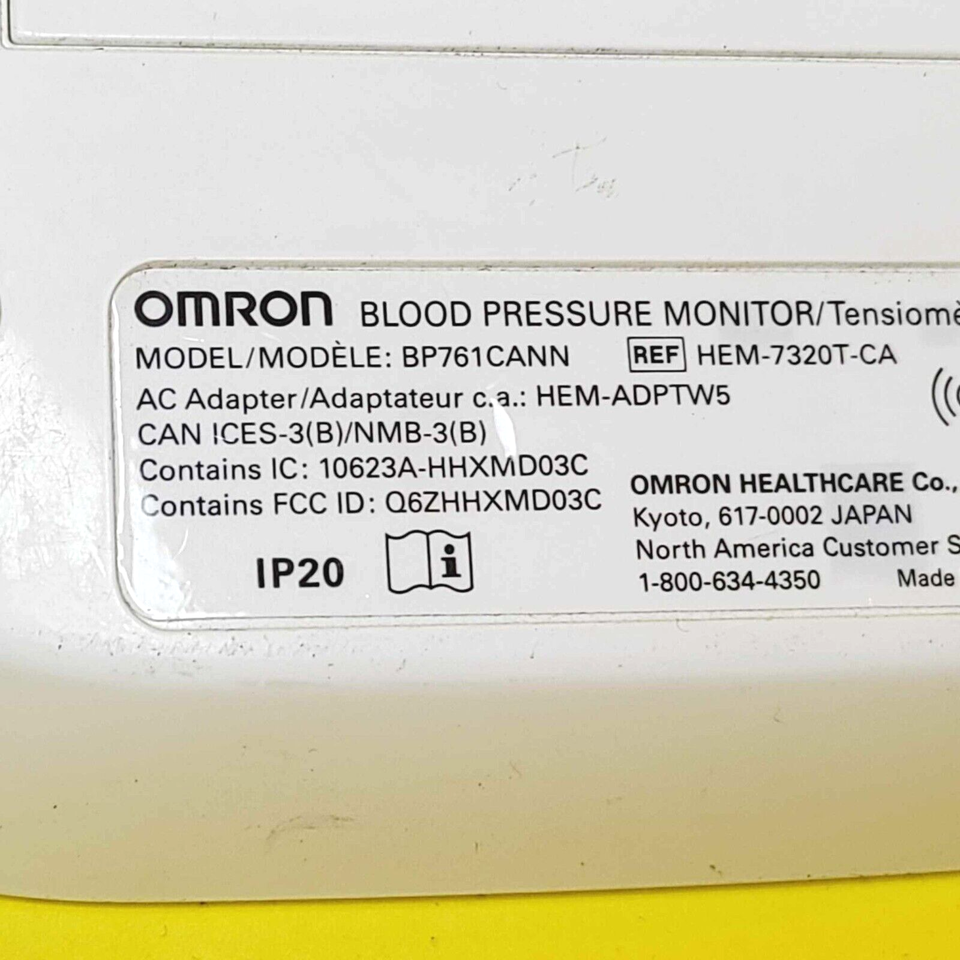 OMRON BLOOD PRESSURE MONITOR/Tensiomè
MODEL/MODÈLE: BP761CANN REF HEM-7320T-CA
AC Adapter/Adaptateur c.a.: HEM-ADPTW5
CAN ICES-3(B)/NMB-3(B)
Contains IC: 10623A-HHXMD03C
Contains FCC ID: Q6ZHHXMD03C
IP20
i
OMRON HEALTHCARE Co.,
Kyoto, 617-0002 JAPAN
North America Customer S
1-800-634-4350 Made